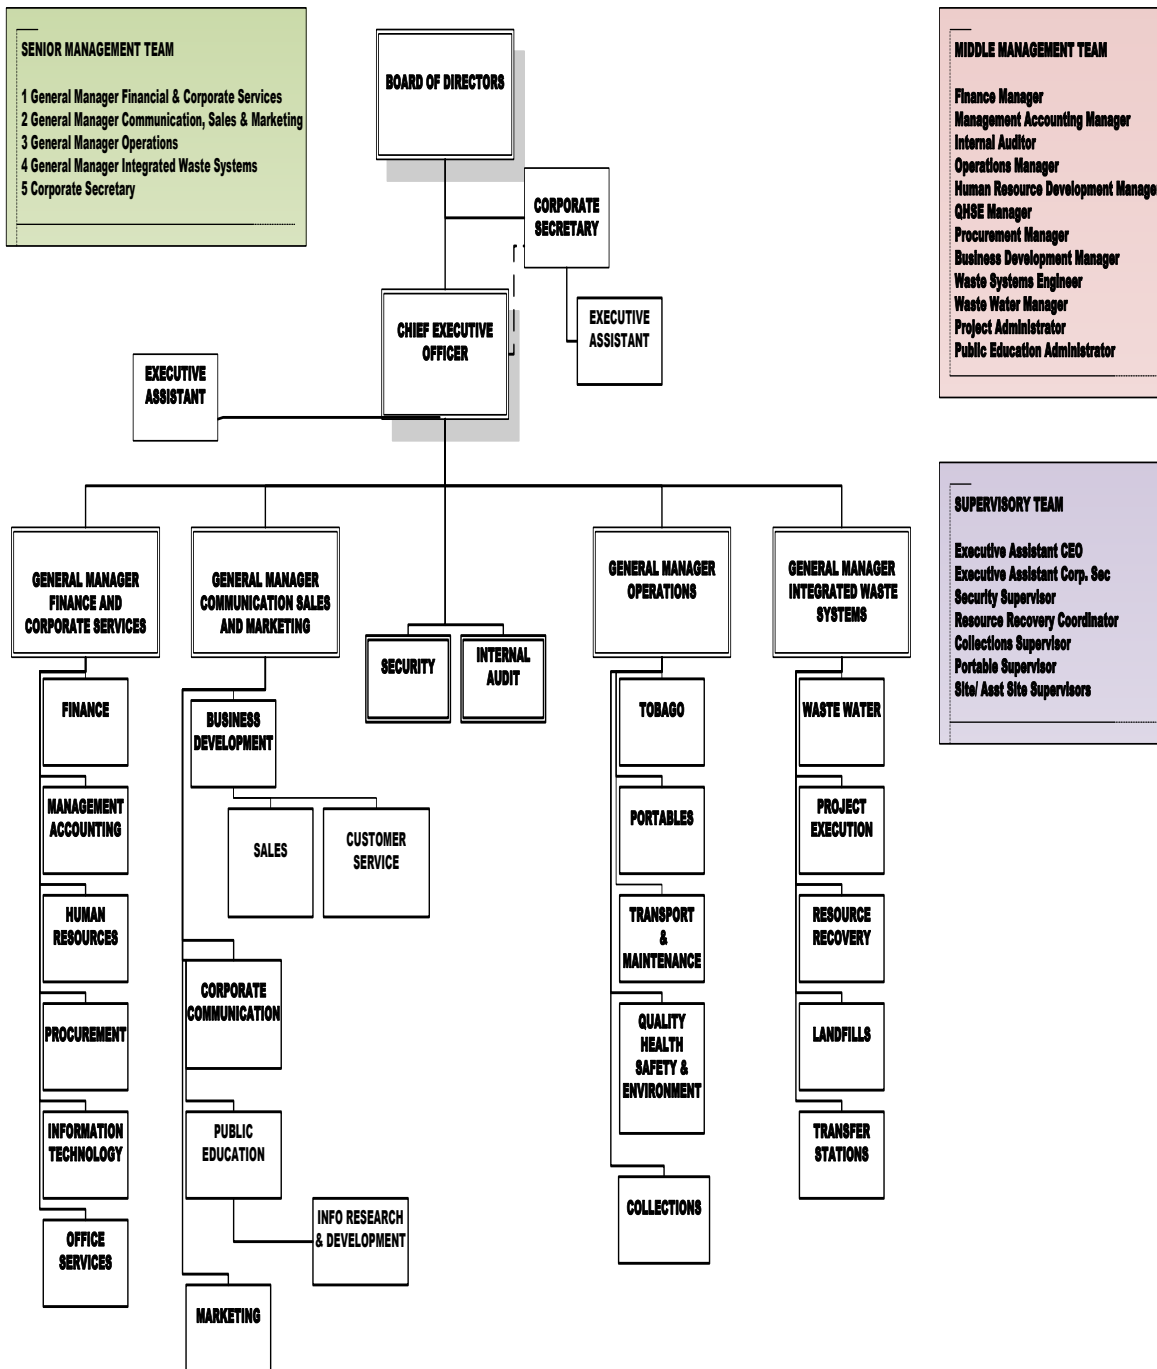 SENIOR MANAGEMENT TEAM
1 General Manager Financial & Corporate Services
2 General Manager Communication, Sales & Marketing
3 General Manager Operations
4 General Manager Integrated Waste Systems
5 Corporate Secretary
BOARD OF DIRECTORS
MIDDLE MANAGEMENT TEAM
Finance Manager
Management Accounting Manager
Internal Auditor
Operations Manager
Human Resource Development Manager
QHSE Manager
Procurement Manager
Business Development Manager
Waste Systems Engineer
Waste Water Manager
Project Administrator
Public Education Administrator
CORPORATE
SECRETARY
CHIEF EXECUTIVE
OFFICER
EXECUTIVE
ASSISTANT
EXECUTIVE
ASSISTANT
SUPERVISORY TEAM
Executive Assistant CEO
Executive Assistant Corp. Sec
Security Supervisor
Resource Recovery Coordinator
Collections Supervisor
Portable Supervisor
Site/ Asst Site Supervisors
GENERAL MANAGER
FINANCE AND
CORPORATE SERVICES
GENERAL MANAGER
COMMUNICATION SALES
AND MARKETING
SECURITY
INTERNAL
AUDIT
GENERAL MANAGER
OPERATIONS
GENERAL MANAGER
INTEGRATED WASTE
SYSTEMS
FINANCE
MANAGEMENT
ACCOUNTING
HUMAN
RESOURCES
PROCUREMENT
INFORMATION
TECHNOLOGY
OFFICE
SERVICES
BUSINESS
DEVELOPMENT
SALES
CUSTOMER
SERVICE
CORPORATE
COMMUNICATION
PUBLIC
EDUCATION
INFO RESEARCH
& DEVELOPMENT
MARKETING
TOBAGO
PORTABLES
TRANSPORT
&
MAINTENANCE
QUALITY
HEALTH
SAFETY &
ENVIRONMENT
COLLECTIONS
WASTE WATER
PROJECT
EXECUTION
RESOURCE
RECOVERY
LANDFILLS
TRANSFER
STATIONS